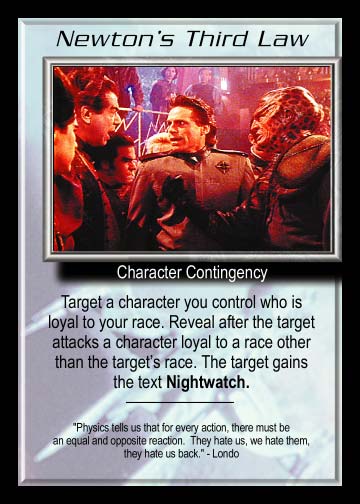 Newton's Third Law
Character Contingency
Target a character you control who is
loyal to your race. Reveal after the target
attacks a character loyal to a race other
than the target's race. The target gains
the text Nightwatch.
"Physics tells us that for every action, there must be
an equal and opposite reaction. They hate us, we hate them,
they hate us back." - Londo